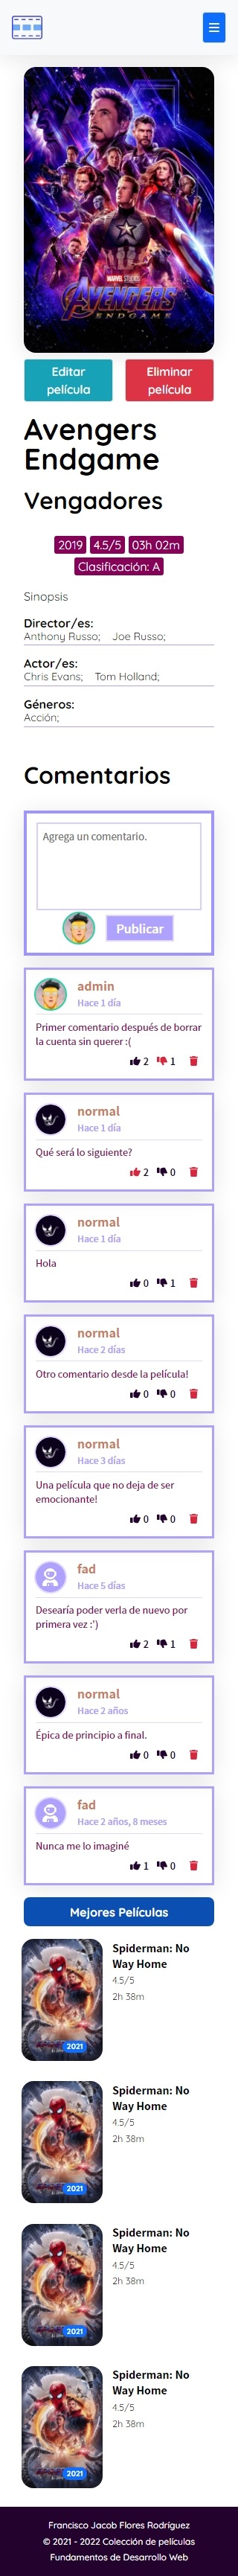 MARVEL STUDIOS
AVENGERS
ENDGAME
Editar película
Eliminar película
Avengers
Endgame
Vengadores
2019 4.5/5 03h 02m
Clasificación: A
Sinopsis
Director/es:
Anthony Russo; Joe Russo;
Actor/es:
Chris Evans; Tom Holland;
Géneros:
Acción;
Comentarios
Agrega un comentario.
Publicar
admin
Hace 1 día
Primer comentario después de borrar
la cuenta sin querer :(
2 1
normal
Hace 1 día
Qué será lo siguiente?
2 0
normal
Hace 1 día
Hola
0 1
normal
Hace 2 días
Otro comentario desde la película!
0 0
normal
Hace 3 días
Una película que no deja de ser
emocionante!
0 0
fad
Hace 5 días
Desearía poder verla de nuevo por
primera vez :')
2 1
normal
Hace 2 años
Épica de principio a final.
0 0
fad
Hace 2 años, 8 meses
Nunca me lo imaginé
1 0
Mejores Películas
Spiderman: No
Way Home
4.5/5
2h 38m
2021
Spiderman: No
Way Home
4.5/5
2h 38m
2021
Spiderman: No
Way Home
4.5/5
2h 38m
2021
Spiderman: No
Way Home
4.5/5
2h 38m
2021
Francisco Jacob Flores Rodríguez
© 2021 - 2022 Colección de películas
Fundamentos de Desarrollo Web